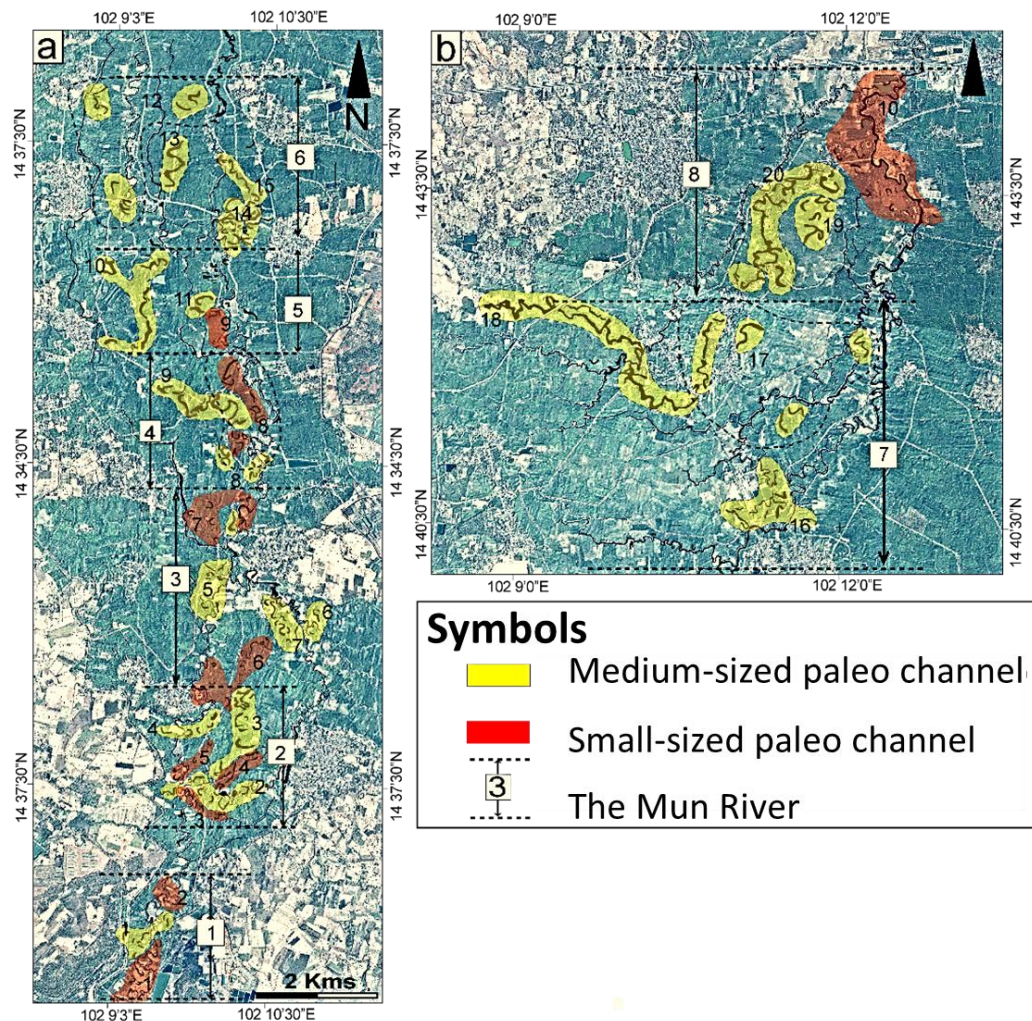 102 9'3"E
102 10'30"E
a
N
14 37'30"N
14 37'30"N
12
13
6
15
14
10
5
11
9
9
4
8
14 34'30"N
14 34'30"N
8
7
3
5
6
7
6
4
3
2
5
4
14 37'30"N
14 37'30"N
2
3
2
1
1
1
2 Kms
102 9'3"E
102 10'30"E
102 9'0"E
102 12'0"E
b
10
8
14 43'30"N
14 43'30"N
20
19
18
17
7
16
14 40'30"N
14 40'30"N
102 9'0"E
102 12'0"E
Symbols
Medium-sized paleo channel
Small-sized paleo channel
3
The Mun River